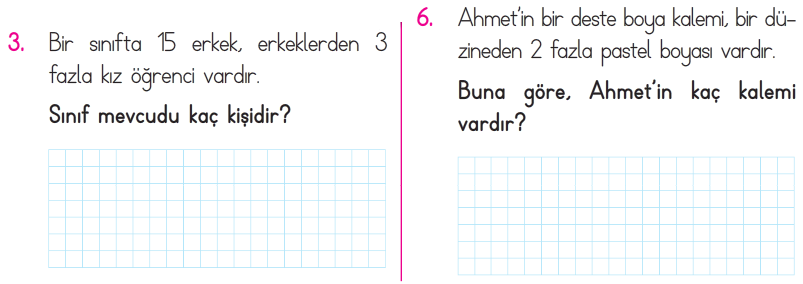 3. Bir sınıfta 15 erkek, erkeklerden 3
fazla kız öğrenci vardır.
Sınıf mevcudu kaç kişidir?
6. Ahmet'in bir deste boya kalemi, bir dü-
zineden 2 fazla pastel boyası vardır.
Buna göre, Ahmet'in kaç kalemi
vardır?